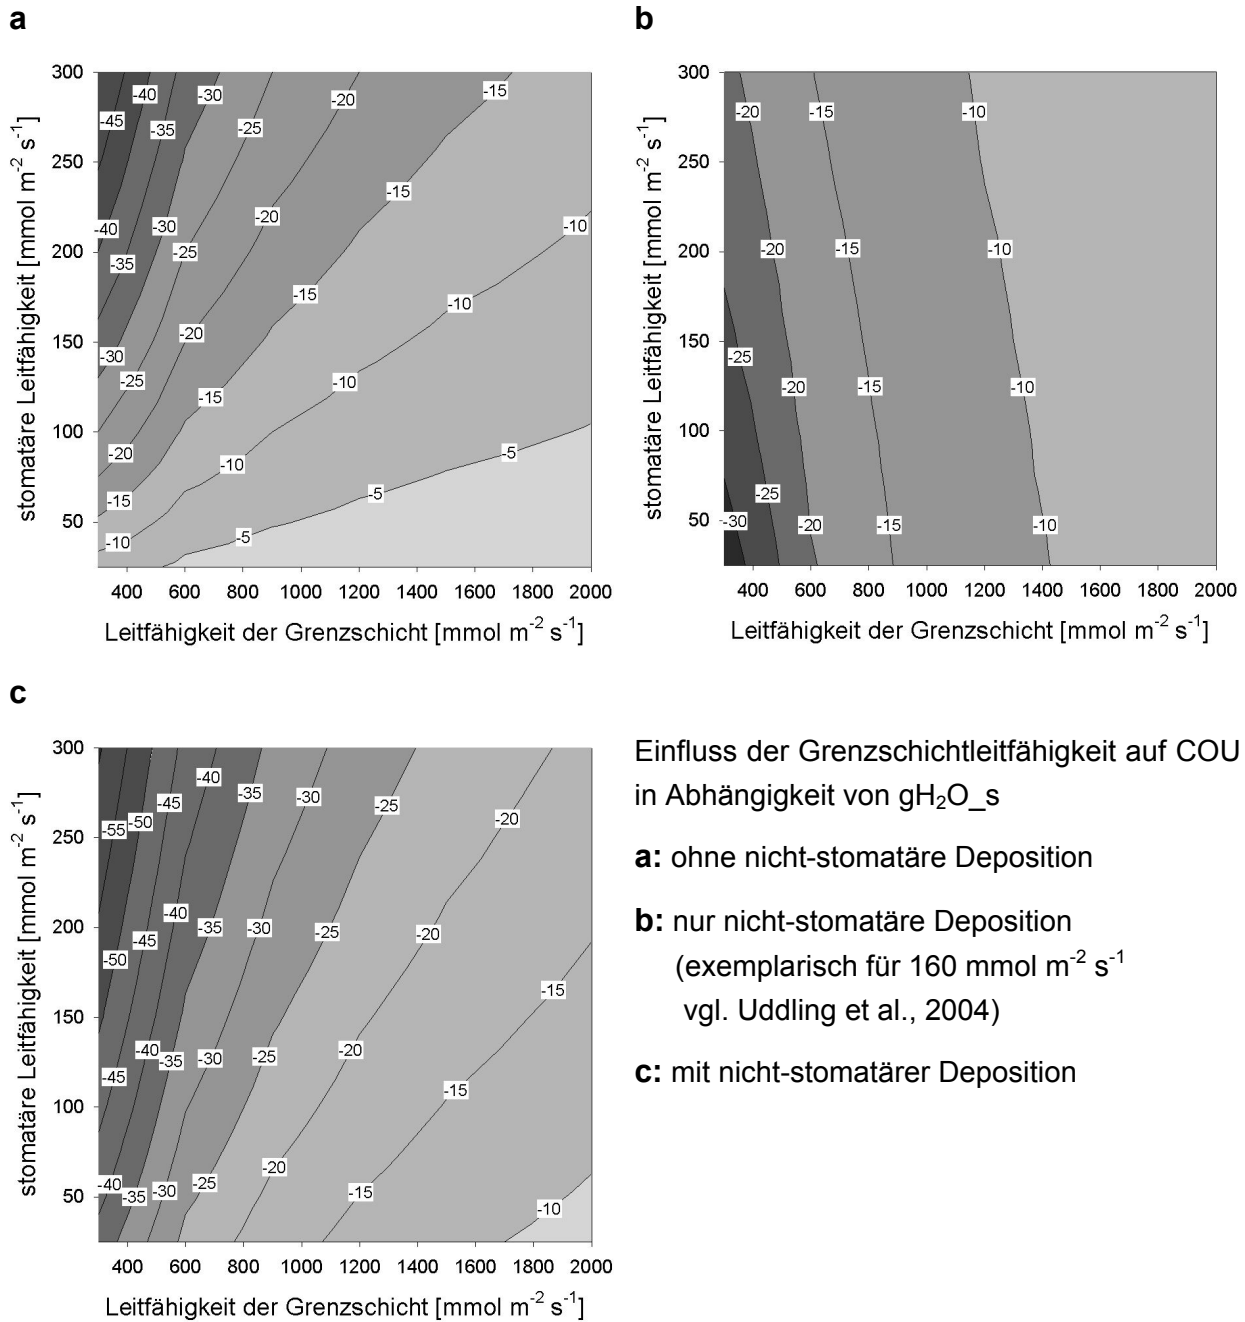 a
b
300
250
200
150
100
50
stomatäre Leitfähigkeit [mmol m-2 s-1]
-45
-40
-35
-30
-25
-20
-15
-40
-35
-30
-25
-20
-15
-10
-30
-25
-20
-15
-15
-10
-20
-15
-10
-5
-15
-10
-5
-10
-5
400 600 800 1000 1200 1400 1600 1800 2000
Leitfähigkeit der Grenzschicht [mmol m-2 s-1]
300
250
200
150
100
50
stomatäre Leitfähigkeit [mmol m-2 s-1]
-20 -15 -10
-20 -15 -10
-25
-20 -15 -10
-25
-30 -20 -15 -10
400 600 800 1000 1200 1400 1600 1800 2000
Leitfähigkeit der Grenzschicht [mmol m-2 s-1]
c
300
250
200
150
100
50
stomatäre Leitfähigkeit [mmol m-2 s-1]
-55 -50 -45 -40 -35 -30 -25 -20
-50 -45 -40 -35 -30 -25 -20 -15
-45 -40 -35 -30 -25 -20 -15
-40 -35 -30 -25 -20 -15 -10
400 600 800 1000 1200 1400 1600 1800 2000
Leitfähigkeit der Grenzschicht [mmol m-2 s-1]
Einfluss der Grenzschichtleitfähigkeit auf COU
in Abhängigkeit von gH₂O_s
a: ohne nicht-stomatäre Deposition
b: nur nicht-stomatäre Deposition
(exemplarisch für 160 mmol m-2 s-1
vgl. Uddling et al., 2004)
c: mit nicht-stomatärer Deposition